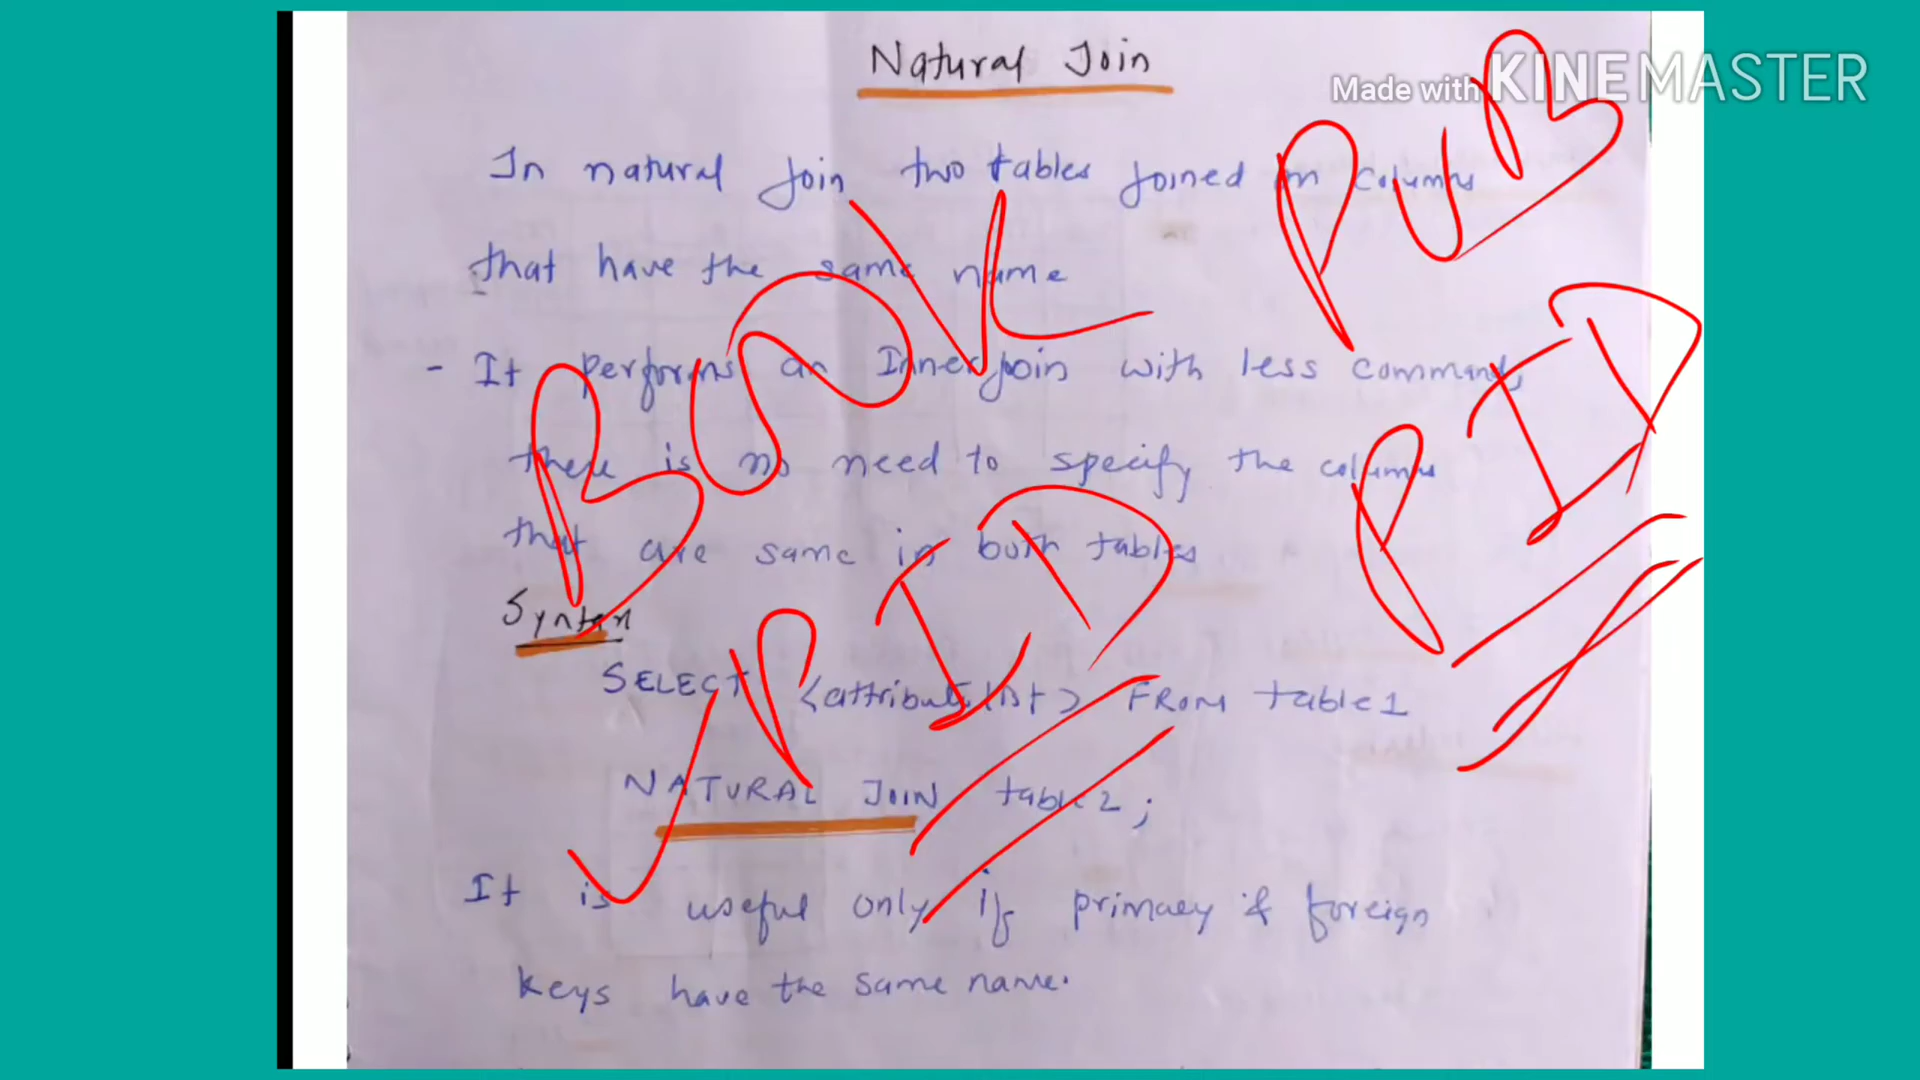 Natural Join
Made with KINEMASTER
In natural Join two tables joined on columns
that have the same name
- It performs an Inner join with less command,
there is no need to specify the columns
that are same in both tables
Syntax
SELECT <attribute list> FROM table1
NATURAL JOIN table2;
It is useful only if primary & foreign
keys have the same name.
BOOK
PID
PUB
PID